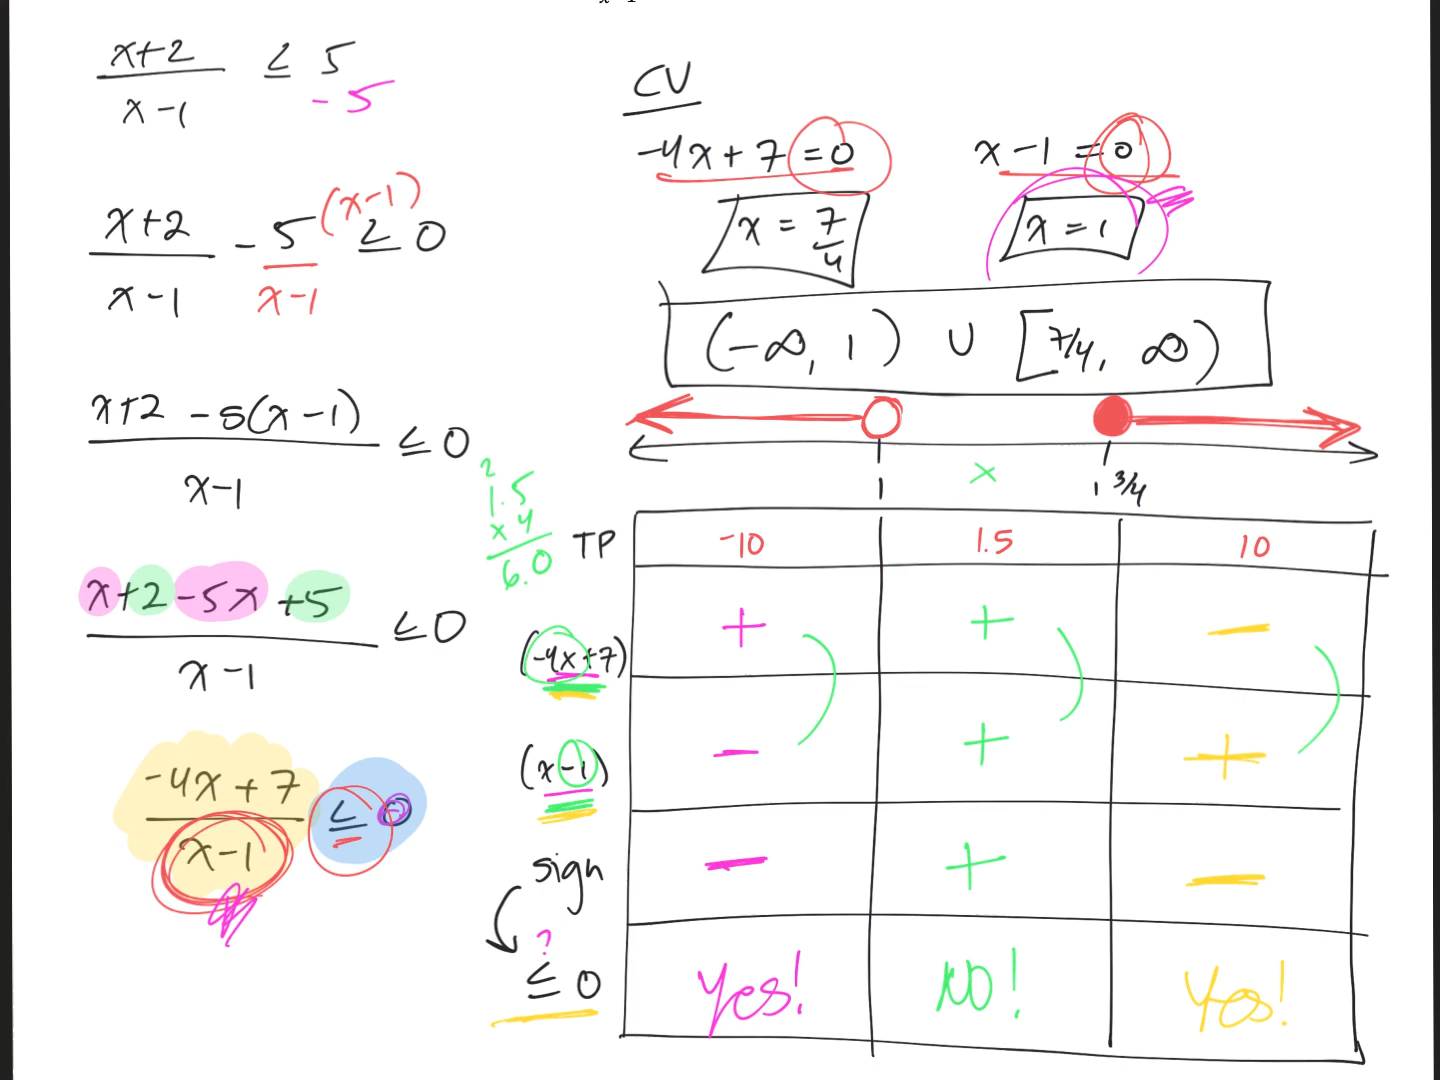 x+2 / x-1 ≤ 5
-5
x+2 / x-1 - 5(x-1) / x-1 ≤ 0
x+2 -5(x-1) / x-1 ≤ 0
x+2-5x+5 / x-1 ≤ 0
-4x+7 / x-1 ≤ 0
CV
-4x+7=0
x-1=0
x = 7/4
x = 1
(-∞, 1) ∪ [7/4, ∞)
1 x 1 3/4
2
1.5
x 4
6.0
TP -10 1.5 10
(-4x+7) + + -
(x-1) - + +
sign - + -
?
≤ 0 Yes! NO! Yes!